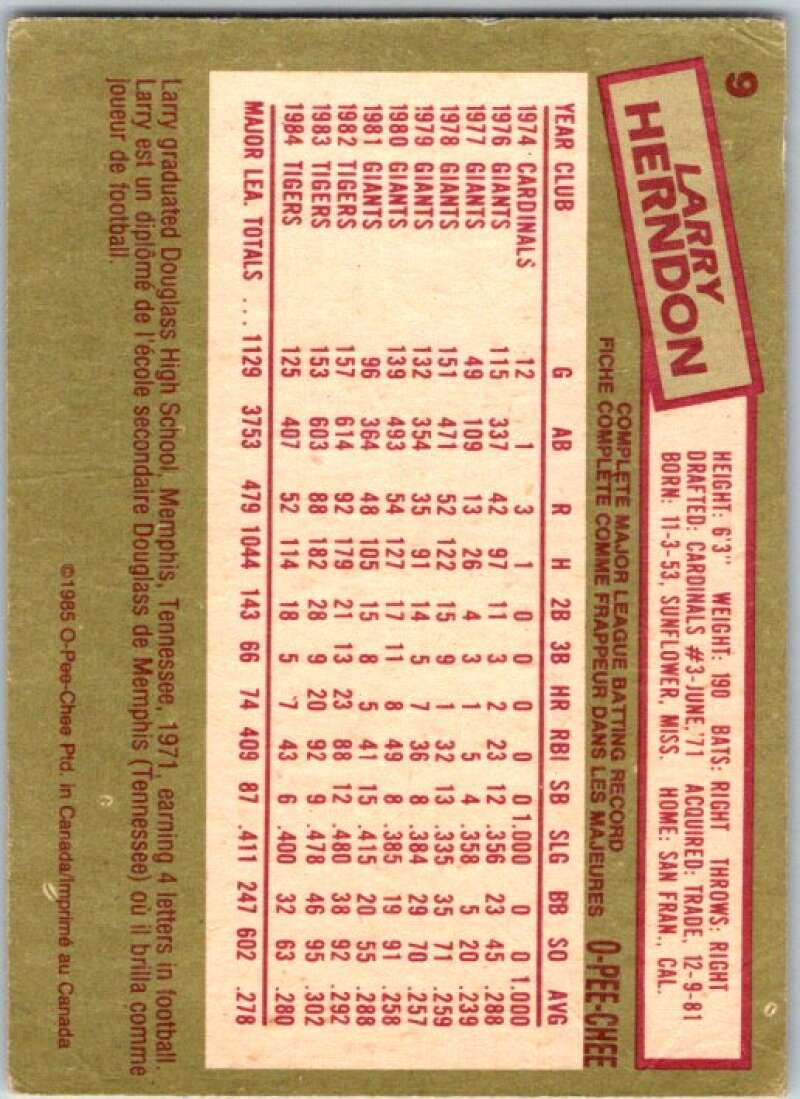 9
LARRY
HERNDON
HEIGHT: 6'3" WEIGHT: 190 BATS: RIGHT THROWS: RIGHT
DRAFTED: CARDINALS #3-JUNE,'71 ACQUIRED: TRADE, 12-9-81
BORN: 11-3-53, SUNFLOWER, MISS. HOME: SAN FRAN., CAL.
COMPLETE MAJOR LEAGUE BATTING RECORD
FICHE COMPLÈTE COMME FRAPPEUR DANS LES MAJEURES O-PEE-CHEE
YEAR CLUB G AB R H 2B 3B HR RBI SB SLG BB SO AVG
1974 CARDINALS 12 1 3 1 0 0 0 0 0 1.000 0 0 1.000
1976 GIANTS 115 337 42 97 11 3 2 23 12 .356 23 45 .288
1977 GIANTS 49 109 13 26 4 3 1 5 4 .358 5 20 .239
1978 GIANTS 151 471 52 122 15 9 1 32 13 .335 35 71 .259
1979 GIANTS 132 354 35 91 14 5 7 36 8 .384 29 70 .257
1980 GIANTS 139 493 54 127 17 11 8 49 8 .385 19 91 .258
1981 GIANTS 96 364 48 105 15 8 5 41 15 .415 20 55 .288
1982 TIGERS 157 614 92 179 21 13 23 88 12 .480 38 92 .292
1983 TIGERS 153 603 88 182 28 9 20 92 9 .478 46 95 .302
1984 TIGERS 125 407 52 114 18 5 7 43 6 .400 32 63 .280
MAJOR LEA. TOTALS ... 1129 3753 479 1044 143 66 74 409 87 .411 247 602 .278
Larry graduated Douglass High School, Memphis, Tennessee, 1971, earning 4 letters in football.
Larry est un diplômé de l'école secondaire Douglass de Memphis (Tennessee) où il brilla comme
joueur de football.
©1985 O-Pee-Chee Ptd. in Canada/Imprimé au Canada